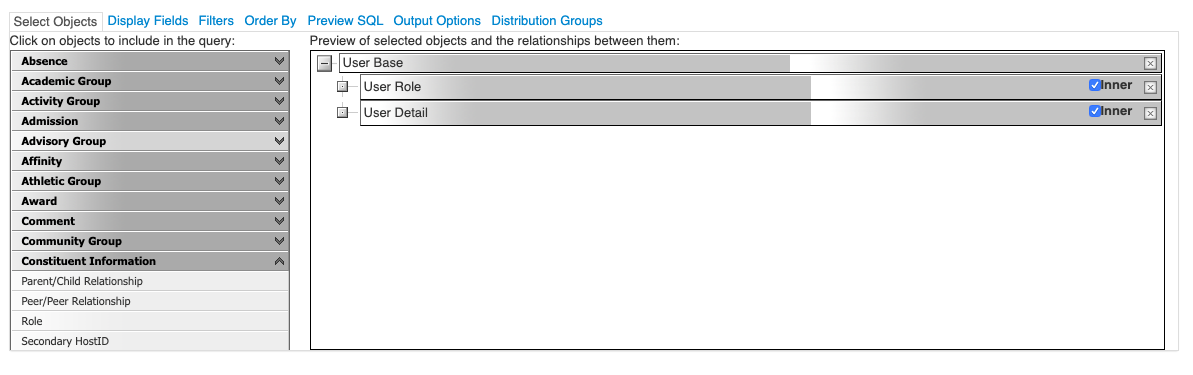 Select Objects Display Fields Filters Order By Preview SQL Output Options Distribution Groups
Click on objects to include in the query:
Absence
Academic Group
Activity Group
Admission
Advisory Group
Affinity
Athletic Group
Award
Comment
Community Group
Constituent Information
Parent/Child Relationship
Peer/Peer Relationship
Role
Secondary HostID
Preview of selected objects and the relationships between them:
User Base
User Role Inner
User Detail Inner